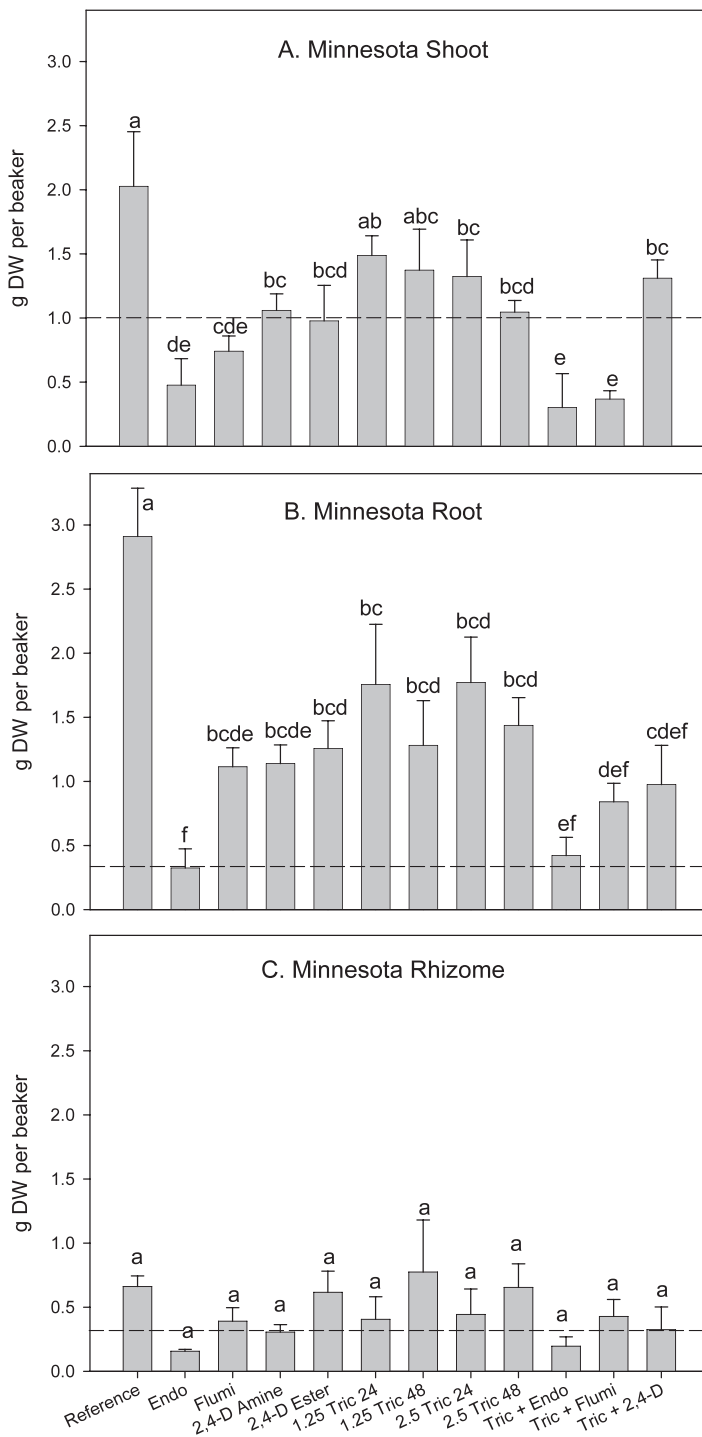 A. Minnesota Shoot
g DW per beaker
3.0
2.5
2.0
1.5
1.0
0.5
0.0
a
de
cde
bc
bcd
ab
abc
bc
bcd
e
e
bc
B. Minnesota Root
g DW per beaker
3.0
2.5
2.0
1.5
1.0
0.5
0.0
a
f
bcde
bcde
bcd
bc
bcd
bcd
bcd
ef
def
cdef
C. Minnesota Rhizome
g DW per beaker
3.0
2.5
2.0
1.5
1.0
0.5
0.0
a
a
a
a
a
a
a
a
a
a
a
a
Reference
Endo
Flumi
2,4-D Amine
2,4-D Ester
1.25 Tric 24
1.25 Tric 48
2.5 Tric 24
2.5 Tric 48
Tric + Endo
Tric + Flumi
Tric + 2,4-D